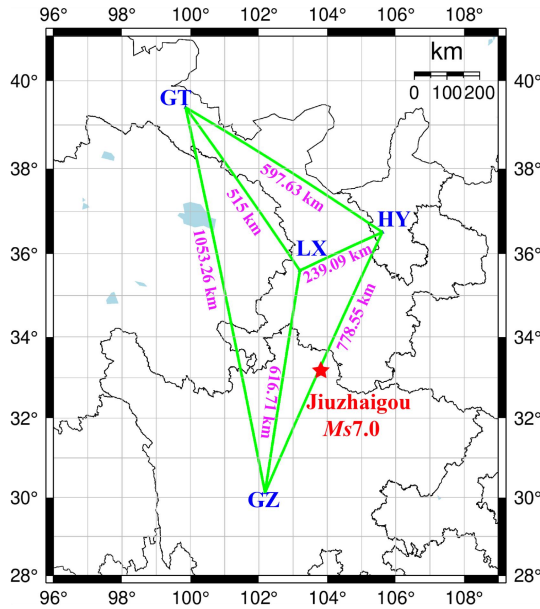 96° 98° 100° 102° 104° 106° 108°
km
0 100 200
40°
GT
38°
597.63 km
515 km
HY
1053.26 km
LX
36°
239.09 km
778.55 km
34°
616.71 km
32°
Jiuzhaigou
Ms7.0
30°
GZ
28°
40°
38°
36°
34°
32°
30°
28°
96° 98° 100° 102° 104° 106° 108°